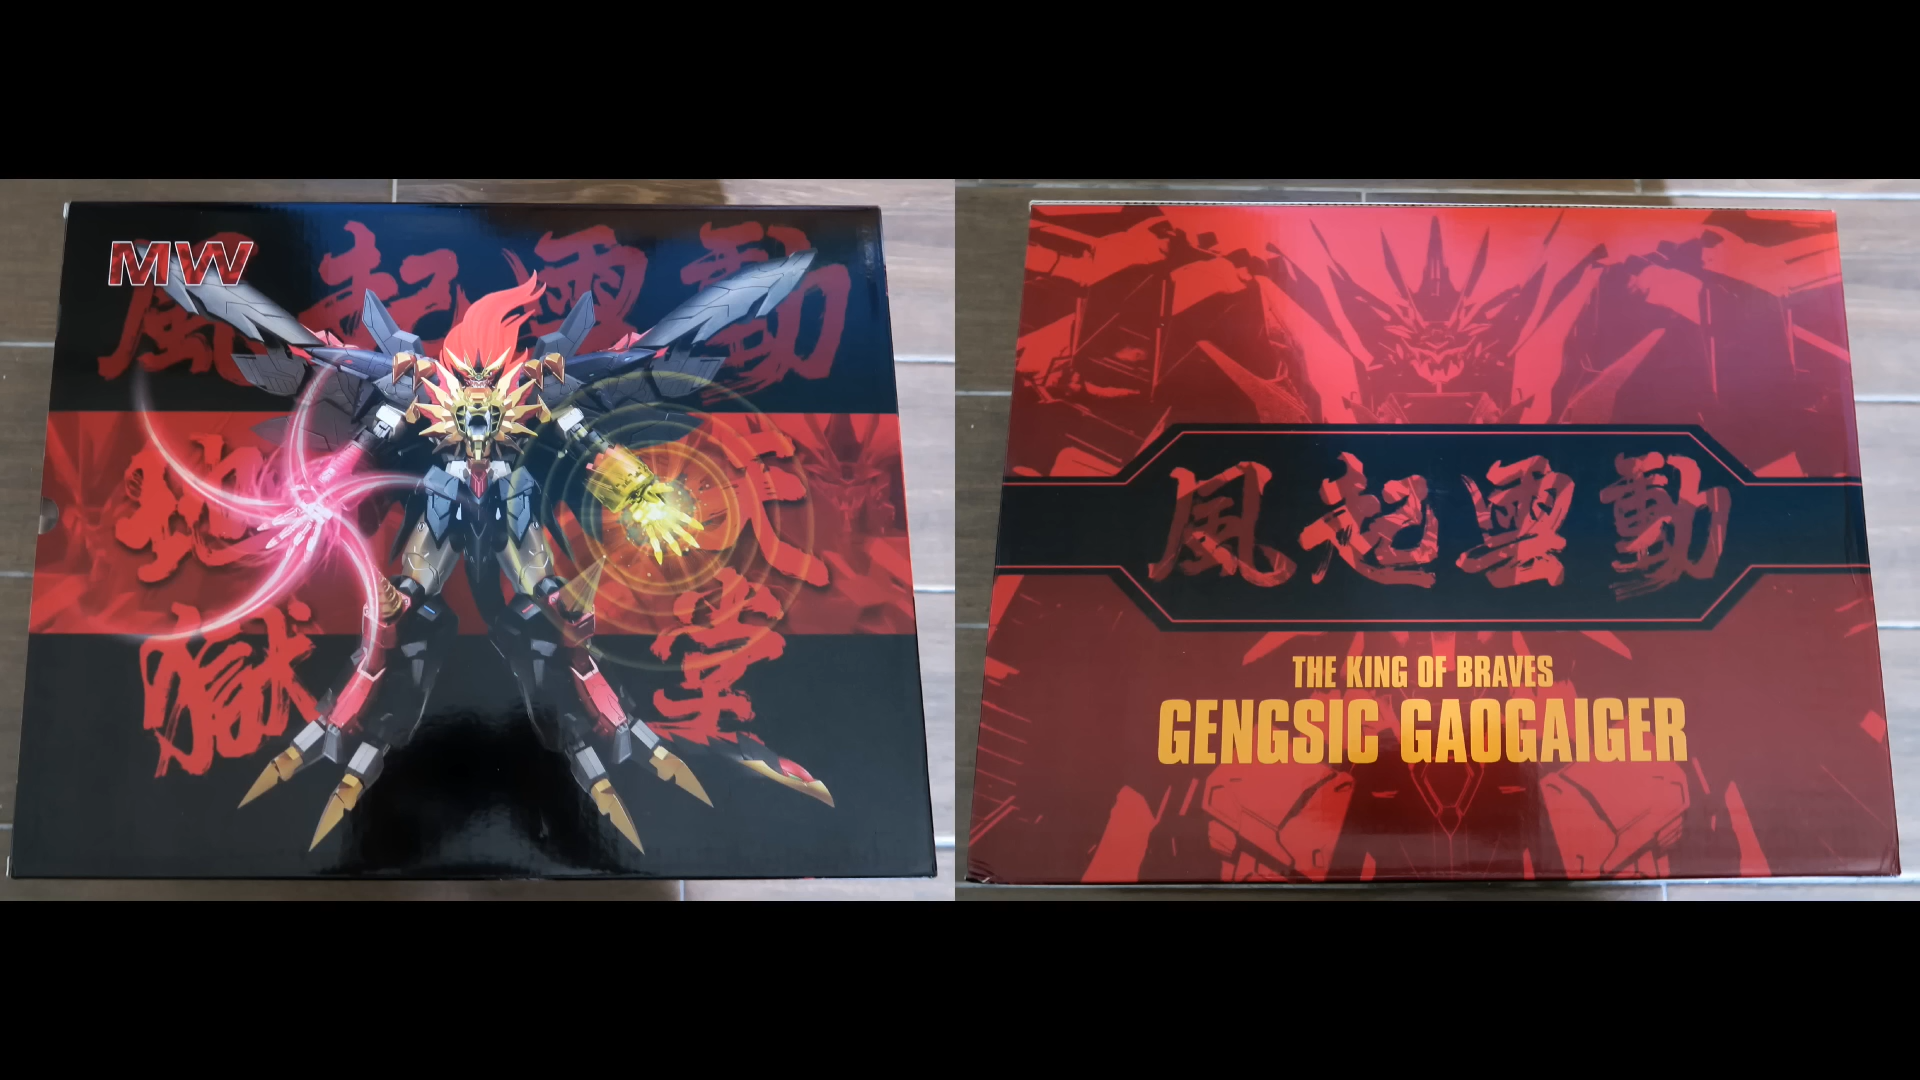 MW
風起雲動
地 天
獄 堂
風起雲動
THE KING OF BRAVES
GENGSIC GAOGAIGER